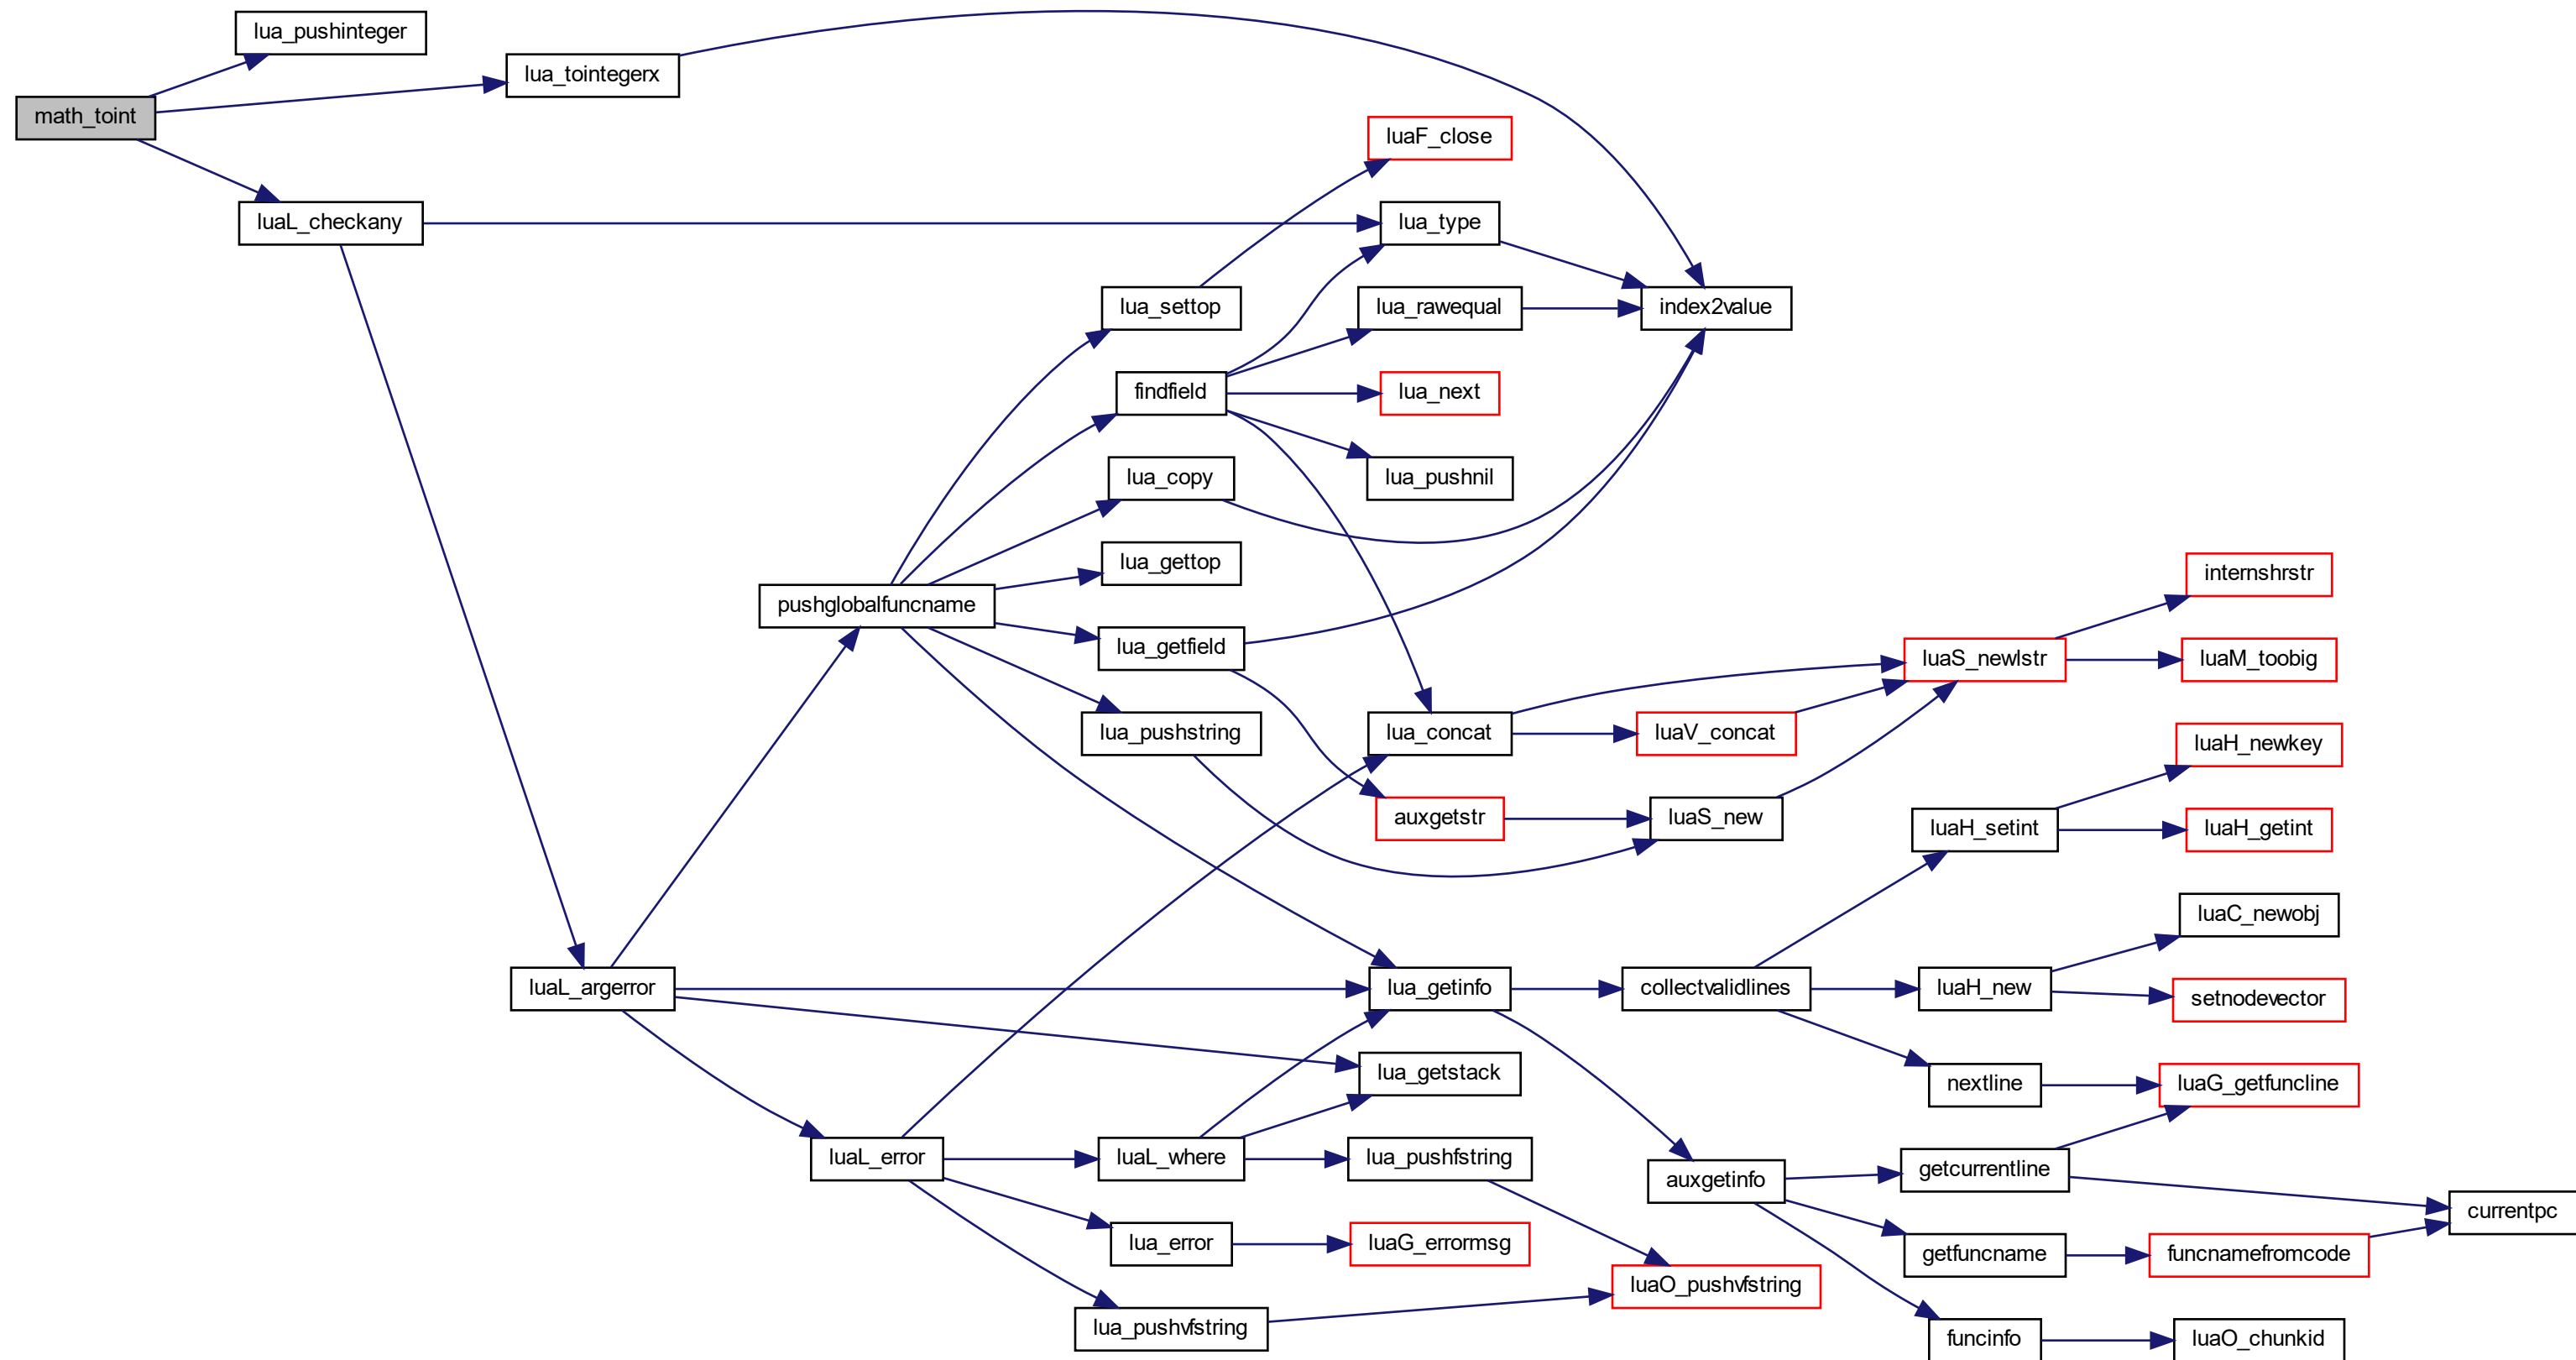 lua_pushinteger
lua_tointegerx
math_toint
luaF_close
luaL_checkany
lua_type
lua_settop
lua_rawequal
index2value
findfield
lua_next
lua_copy
lua_pushnil
lua_gettop
internshrstr
pushglobalfuncname
lua_getfield
luaS_newlstr
luaM_toobig
lua_pushstring
lua_concat
luaV_concat
luaH_newkey
auxgetstr
luaS_new
luaH_setint
luaH_getint
luaC_newobj
luaL_argerror
lua_getinfo
collectvalidlines
luaH_new
setnodevector
lua_getstack
nextline
luaG_getfuncline
luaL_error
luaL_where
lua_pushfstring
auxgetinfo
getcurrentline
currentpc
lua_error
luaG_errormsg
getfuncname
funcnamefromcode
luaO_pushvfstring
lua_pushvfstring
funcinfo
luaO_chunkid